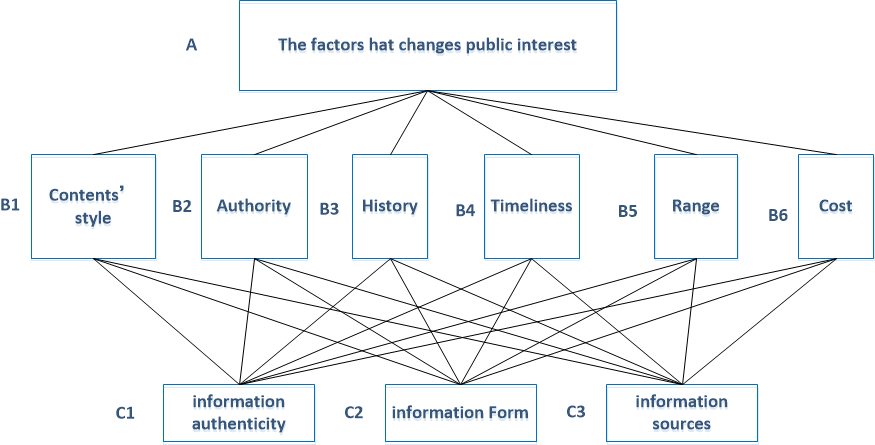 A
The factors hat changes public interest
B1
Contents’
style
B2
Authority
B3
History
B4
Timeliness
B5
Range
B6
Cost
C1
information
authenticity
C2
information Form
C3
information
sources